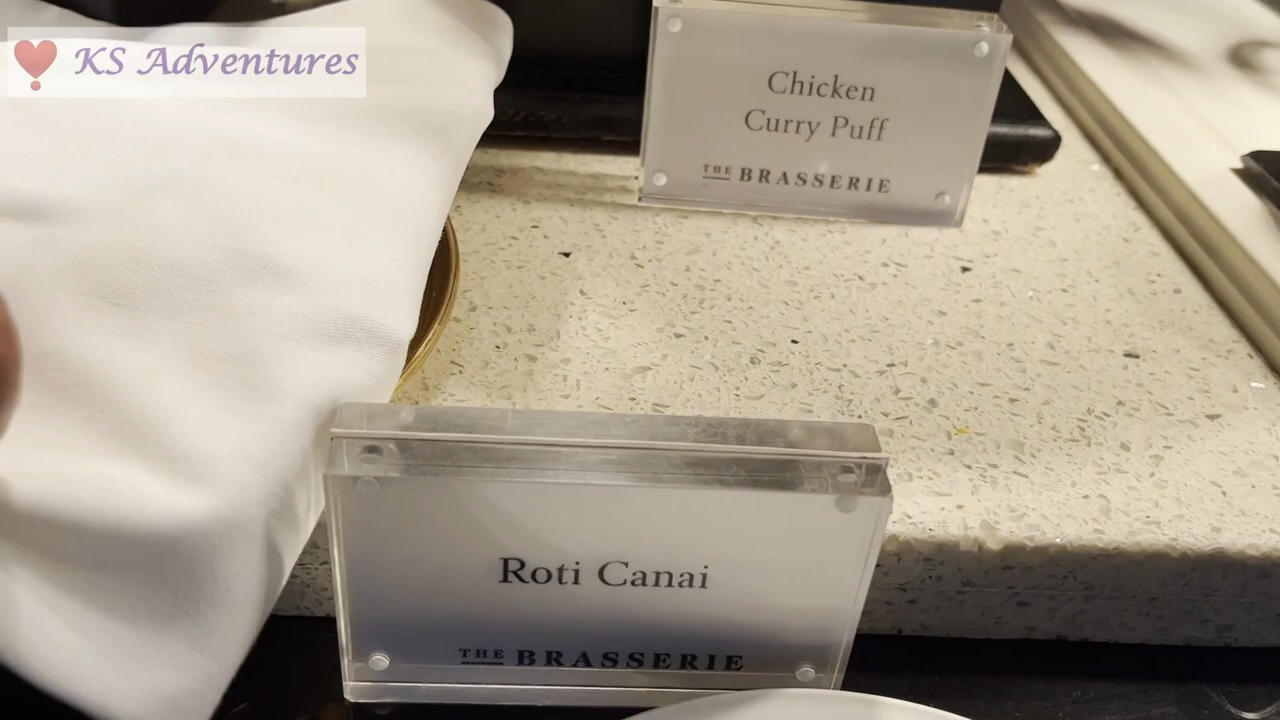 KS Adventures
Chicken
Curry Puff
THE BRASSERIE
Roti Canai
THE BRASSERIE